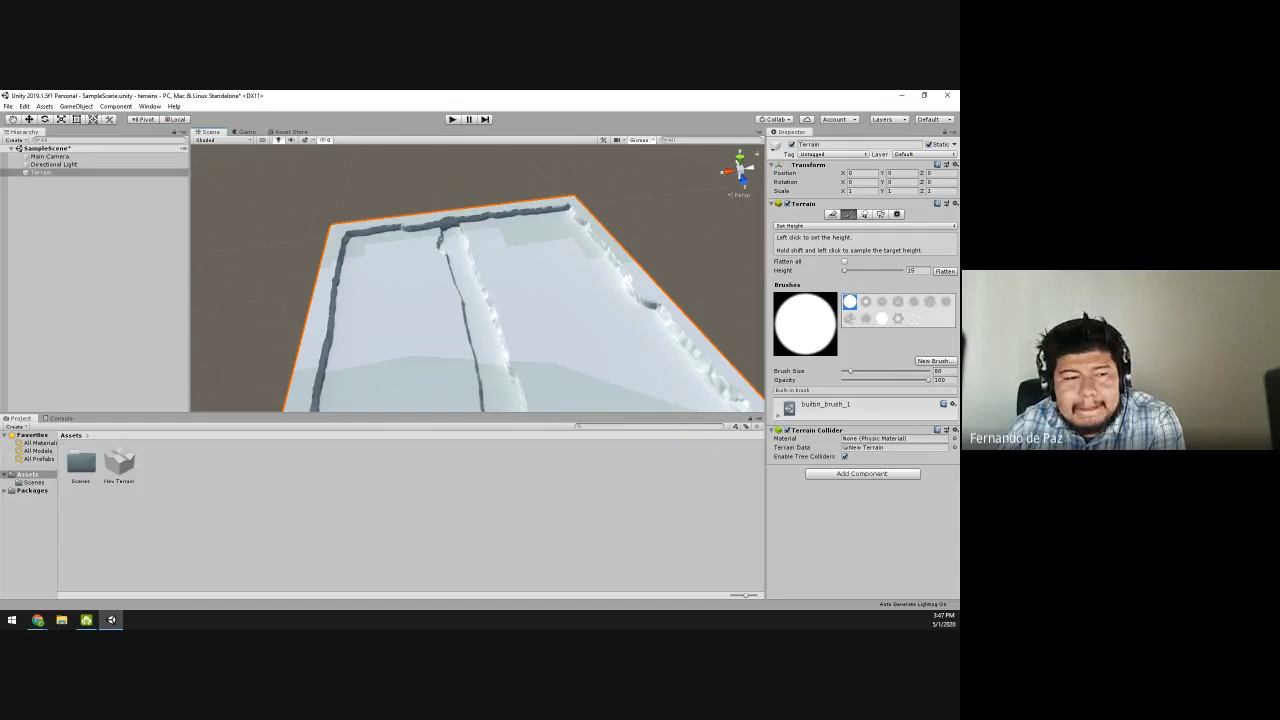 Unity 2019.1.5f1 Personal - SampleScene.unity - terrains - PC, Mac & Linux Standalone* <DX11>
File Edit Assets GameObject Component Window Help
Pivot Local Collab Account Layers Default
Hierarchy Scene Game Asset Store Inspector
Create All Shaded 2D Gizmos All Terrain Static
SampleScene* Tag Untagged Layer Default
Main Camera
Directional Light
Terrain
Transform
Position X 0 Y 0 Z 0
Rotation X 0 Y 0 Z 0
Scale X 1 Y 1 Z 1
y
x
z
Persp
Terrain
Set Height
Left click to set the height.
Hold shift and left click to sample the target height.
Flatten all
Height 15 Flatten
Brushes
New Brush...
Brush Size 80
Opacity 100
Built-in brush
builtin_brush_1
Terrain Collider
Material None (Physic Material)
Terrain Data New Terrain
Enable Tree Colliders
Add Component
Project Console
Create
Favorites
All Material
All Models
All Prefabs
Assets
Scenes
Packages
Assets
Scenes New Terrain
Auto Generate Lighting On
3:47 PM
5/1/2020
Fernando de Paz